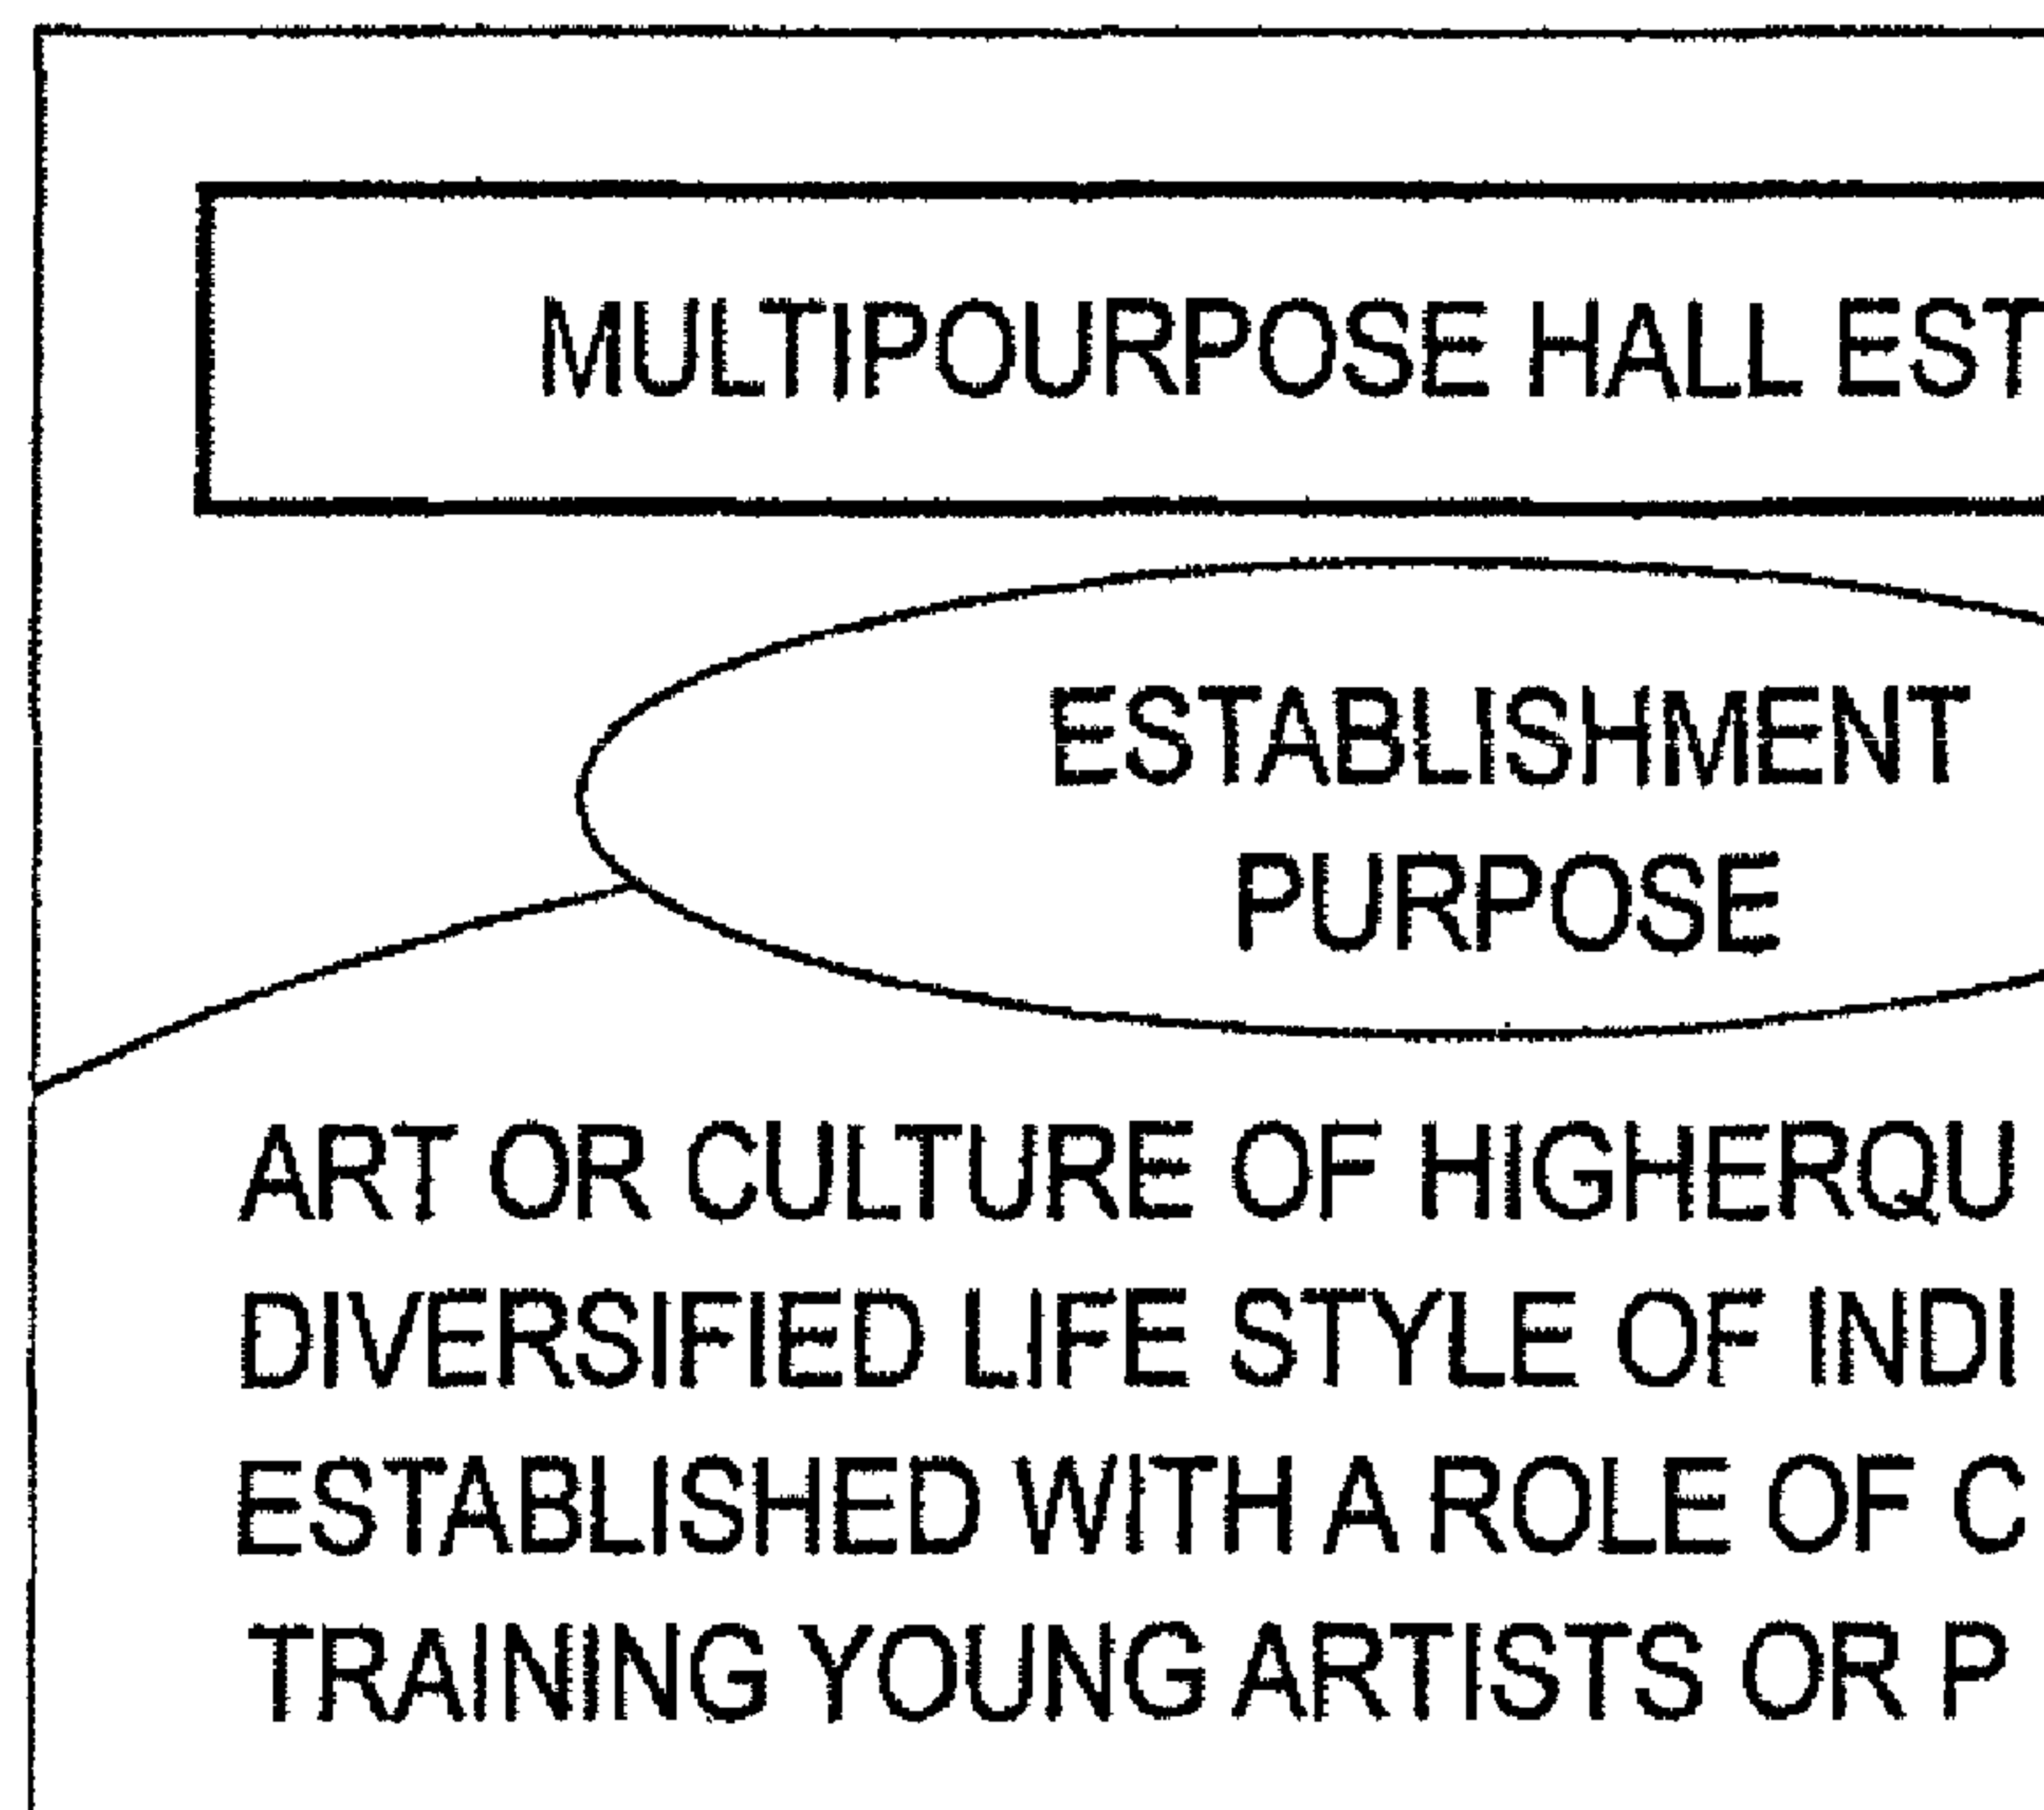 MULTIPOURPOSE HALL EST
ESTABLISHMENT
PURPOSE
ART OR CULTURE OF HIGHERQU
DIVERSIFIED LIFE STYLE OF INDI
ESTABLISHED WITH A ROLE OF C
TRAINING YOUNG ARTISTS OR P